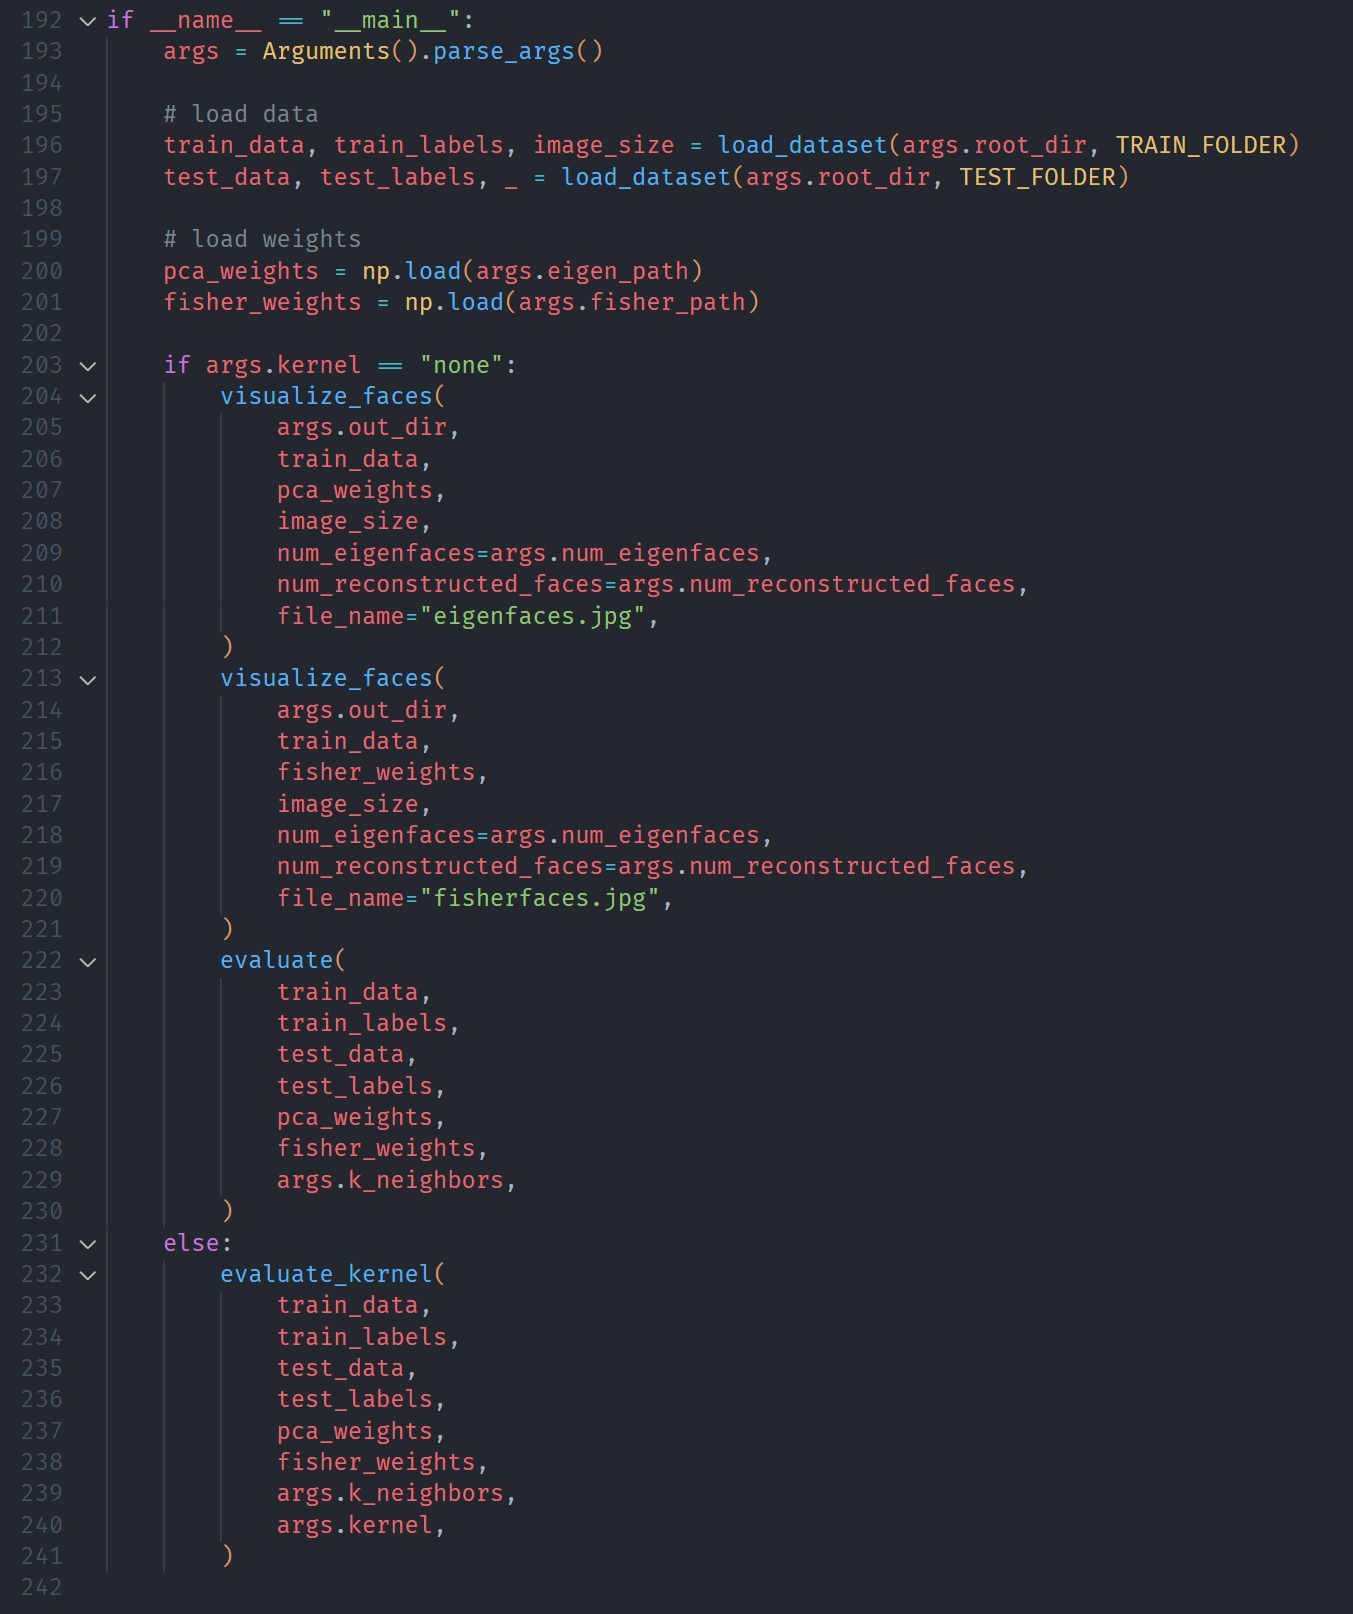 192 if __name__ == "__main__":
193     args = Arguments().parse_args()
194
195     # load data
196     train_data, train_labels, image_size = load_dataset(args.root_dir, TRAIN_FOLDER)
197     test_data, test_labels, _ = load_dataset(args.root_dir, TEST_FOLDER)
198
199     # load weights
200     pca_weights = np.load(args.eigen_path)
201     fisher_weights = np.load(args.fisher_path)
202
203     if args.kernel == "none":
204         visualize_faces(
205             args.out_dir,
206             train_data,
207             pca_weights,
208             image_size,
209             num_eigenfaces=args.num_eigenfaces,
210             num_reconstructed_faces=args.num_reconstructed_faces,
211             file_name="eigenfaces.jpg",
212         )
213         visualize_faces(
214             args.out_dir,
215             train_data,
216             fisher_weights,
217             image_size,
218             num_eigenfaces=args.num_eigenfaces,
219             num_reconstructed_faces=args.num_reconstructed_faces,
220             file_name="fisherfaces.jpg",
221         )
222         evaluate(
223             train_data,
224             train_labels,
225             test_data,
226             test_labels,
227             pca_weights,
228             fisher_weights,
229             args.k_neighbors,
230         )
231     else:
232         evaluate_kernel(
233             train_data,
234             train_labels,
235             test_data,
236             test_labels,
237             pca_weights,
238             fisher_weights,
239             args.k_neighbors,
240             args.kernel,
241         )
242